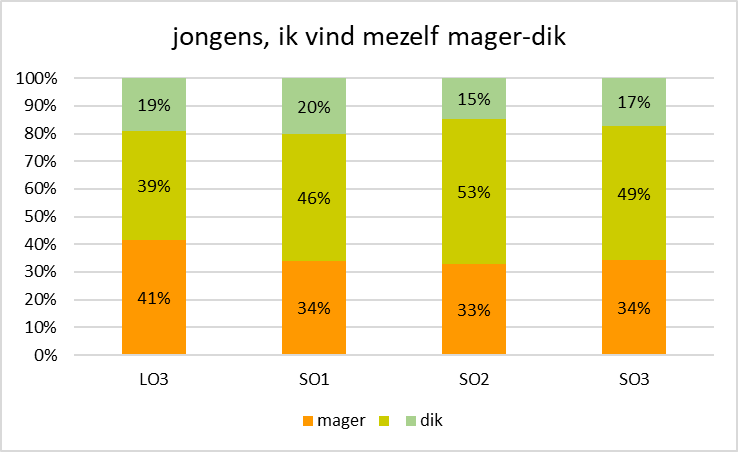 jongens, ik vind mezelf mager-dik
100%
90%
80%
70%
60%
50%
40%
30%
20%
10%
0%
19% 20% 15% 17%
39% 46% 53% 49%
41% 34% 33% 34%
LO3 SO1 SO2 SO3
mager dik